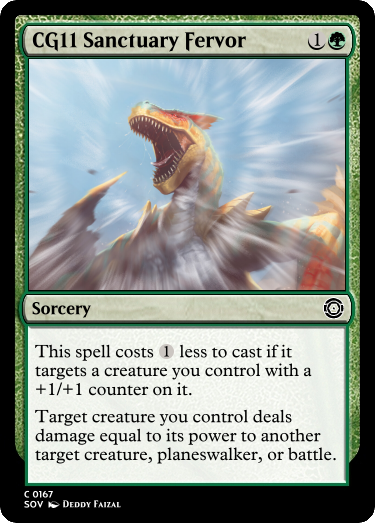 CG11 Sanctuary Fervor 1
Sorcery
This spell costs 1 less to cast if it
targets a creature you control with a
+1/+1 counter on it.
Target creature you control deals
damage equal to its power to another
target creature, planeswalker, or battle.
C 0167
SOV Deddy Faizal